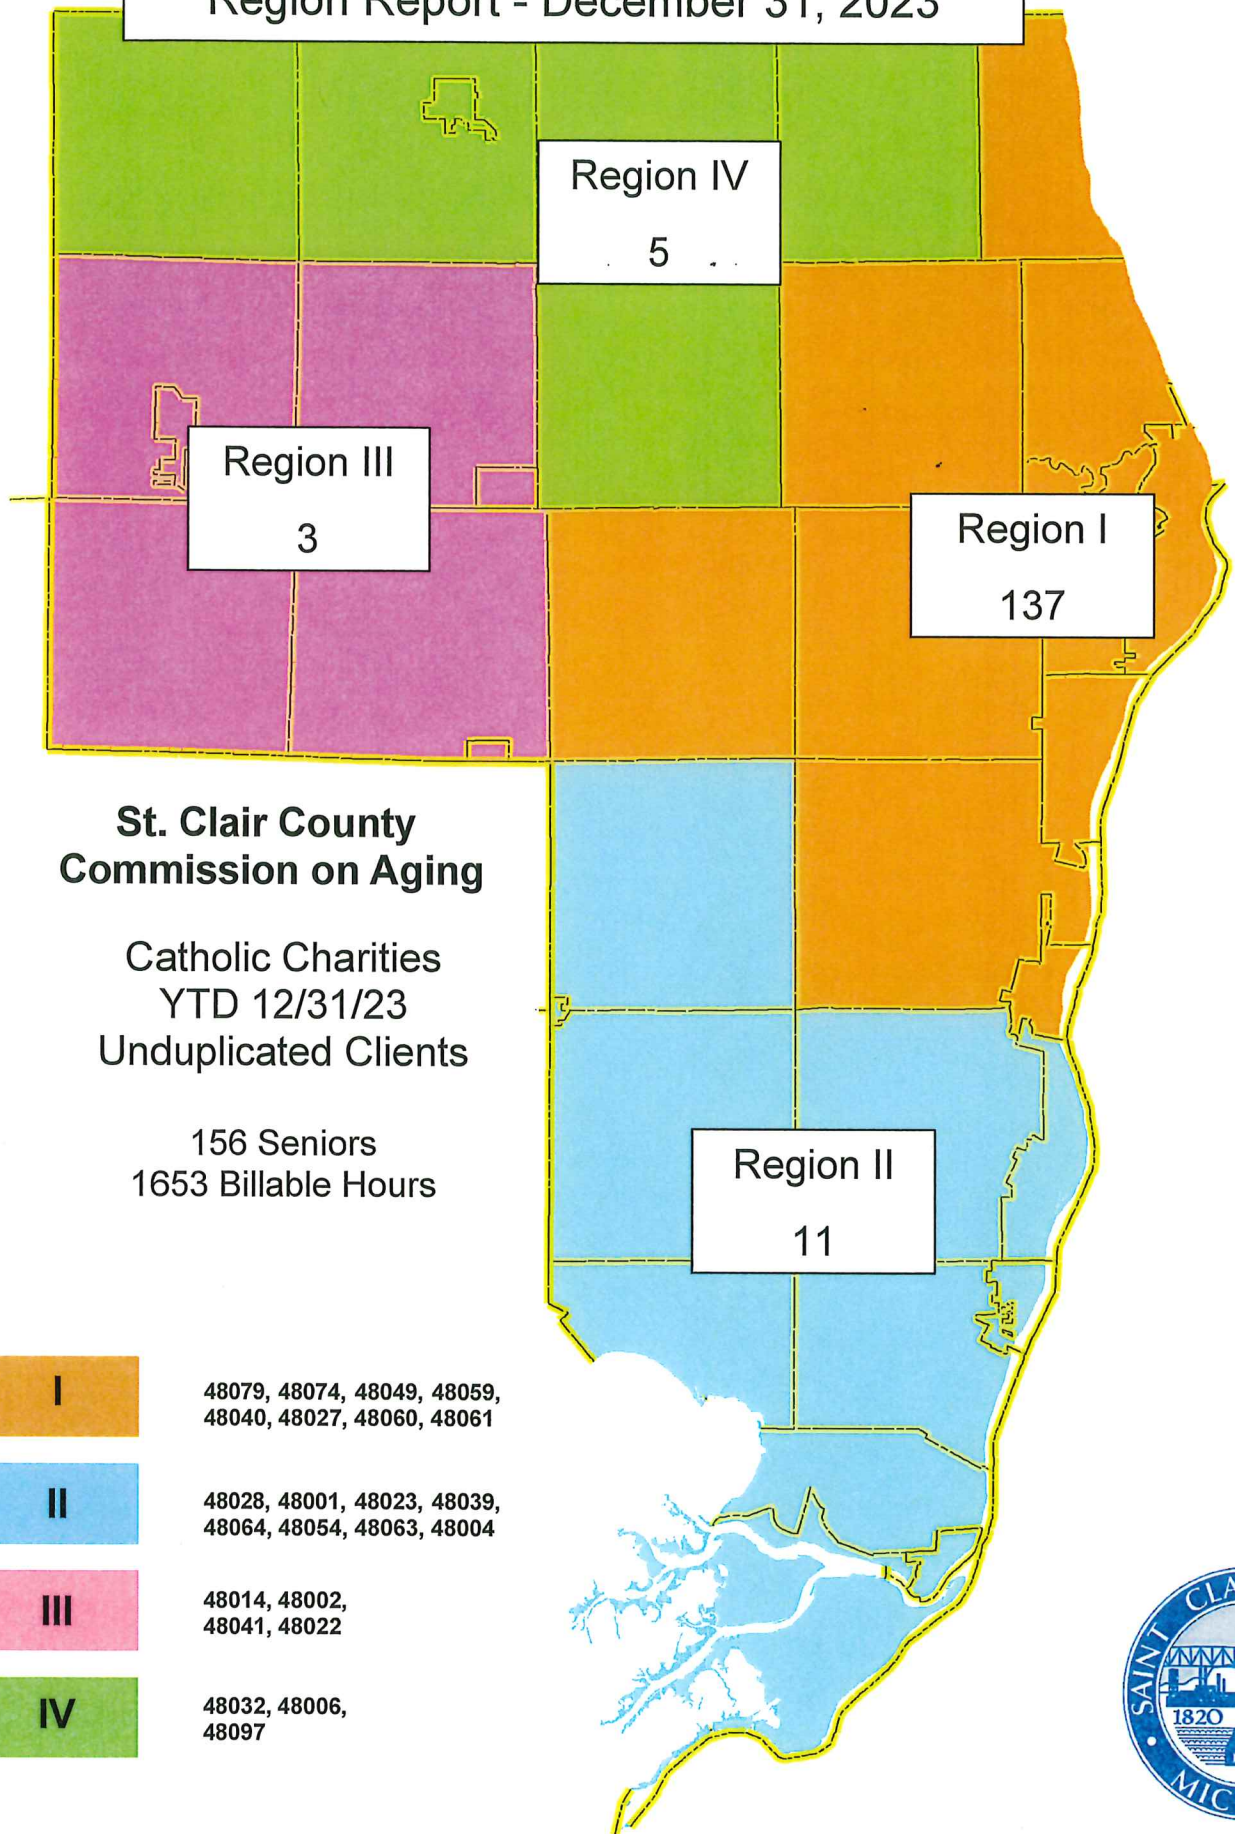 Region Report - December 31, 2023
Region IV
5
Region III
3
Region I
137
St. Clair County
Commission on Aging
Catholic Charities
YTD 12/31/23
Unduplicated Clients
156 Seniors
1653 Billable Hours
Region II
11
I
48079, 48074, 48049, 48059,
48040, 48027, 48060, 48061
II
48028, 48001, 48023, 48039,
48064, 48054, 48063, 48004
III
48014, 48002,
48041, 48022
IV
48032, 48006,
48097
SAINT CLA
1820
MIC